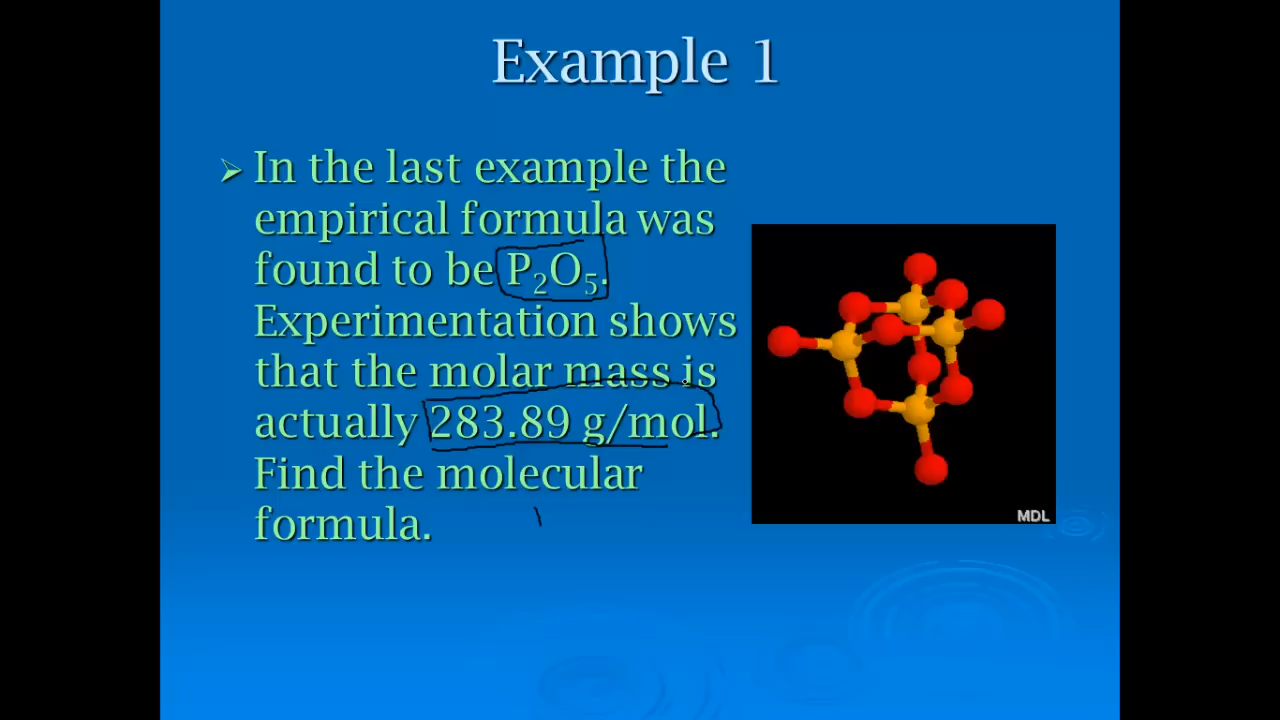 Example 1
In the last example the
empirical formula was
found to be P₂O₅.
Experimentation shows
that the molar mass is
actually 283.89 g/mol.
Find the molecular
formula.
MDL